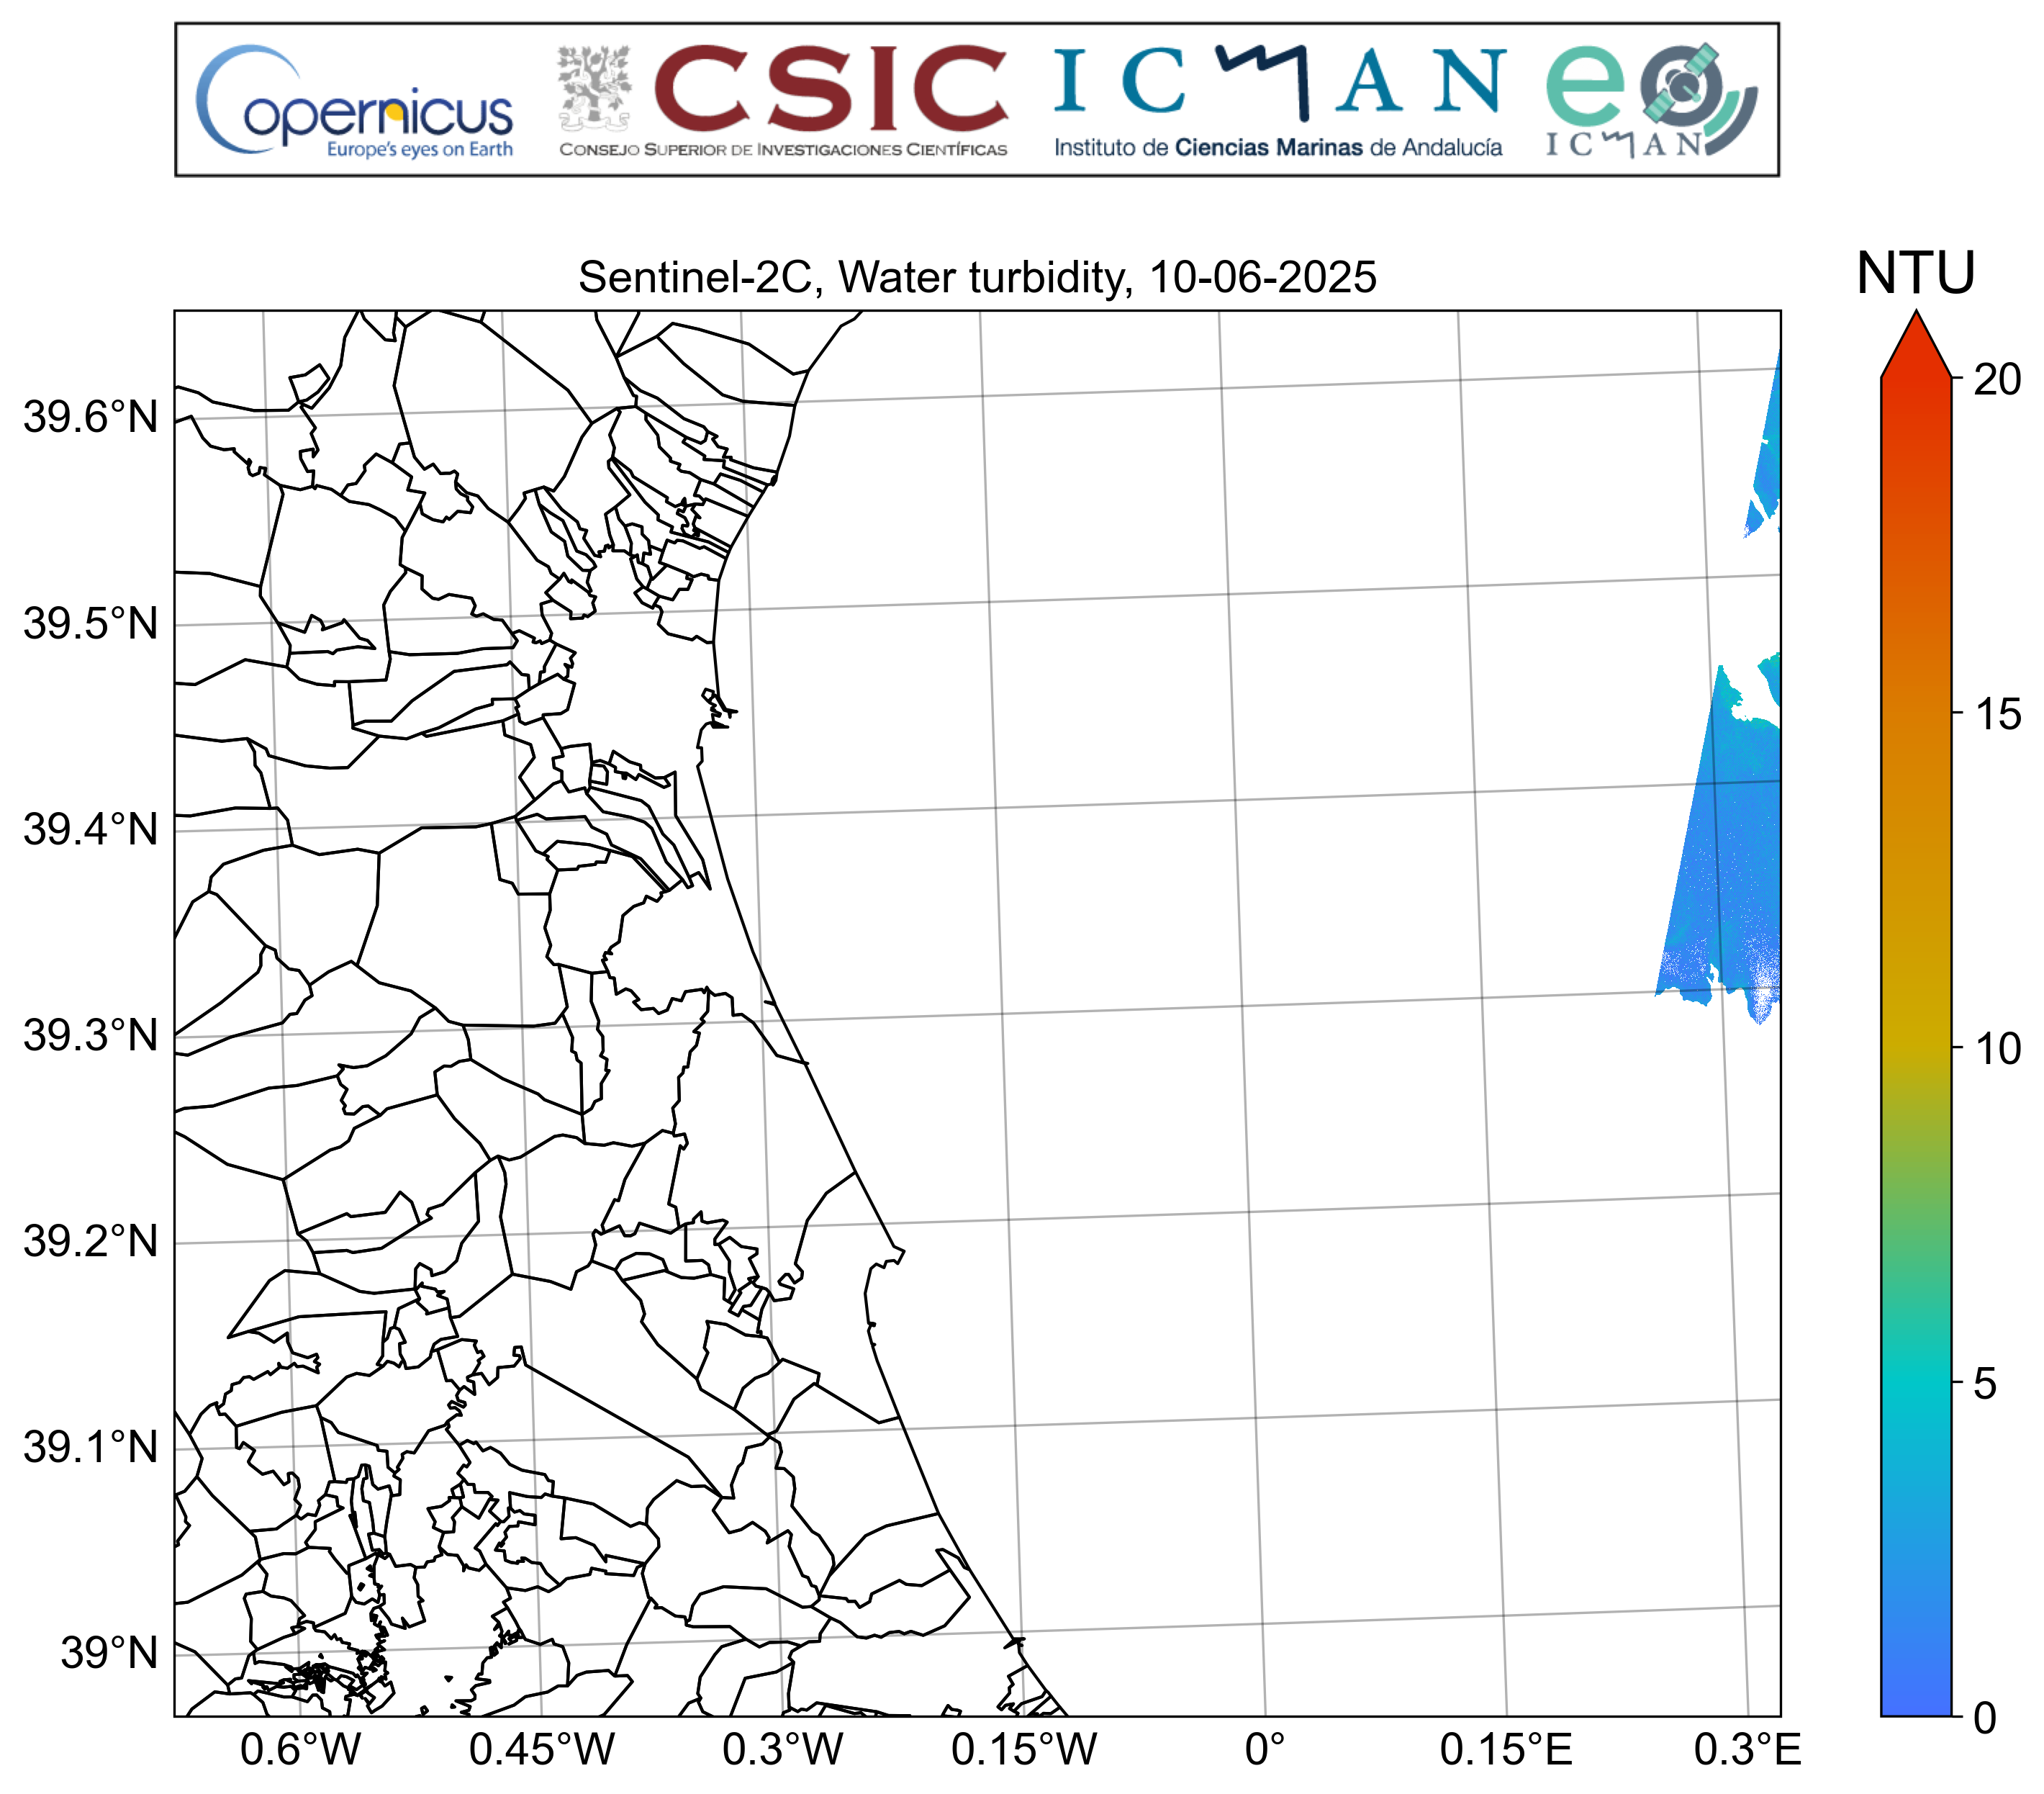 Copernicus
Europe's eyes on Earth
CSIC
CONSEJO SUPERIOR DE INVESTIGACIONES CIENTÍFICAS
ICMAN
Instituto de Ciencias Marinas de Andalucía
eo
ICMAN
Sentinel-2C, Water turbidity, 10-06-2025
NTU
20
15
10
5
0
39.6°N
39.5°N
39.4°N
39.3°N
39.2°N
39.1°N
39°N
0.6°W 0.45°W 0.3°W 0.15°W 0° 0.15°E 0.3°E